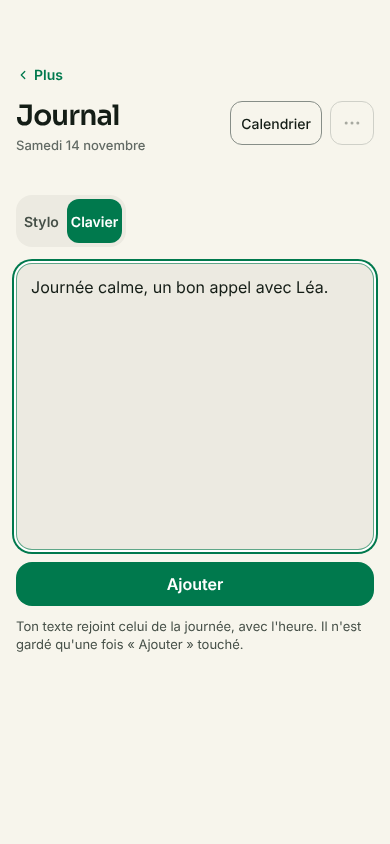 Plus
Journal
Calendrier
Samedi 14 novembre
Stylo
Clavier
Journée calme, un bon appel avec Léa.
Ajouter
Ton texte rejoint celui de la journée, avec l'heure. Il n'est
gardé qu'une fois « Ajouter » touché.